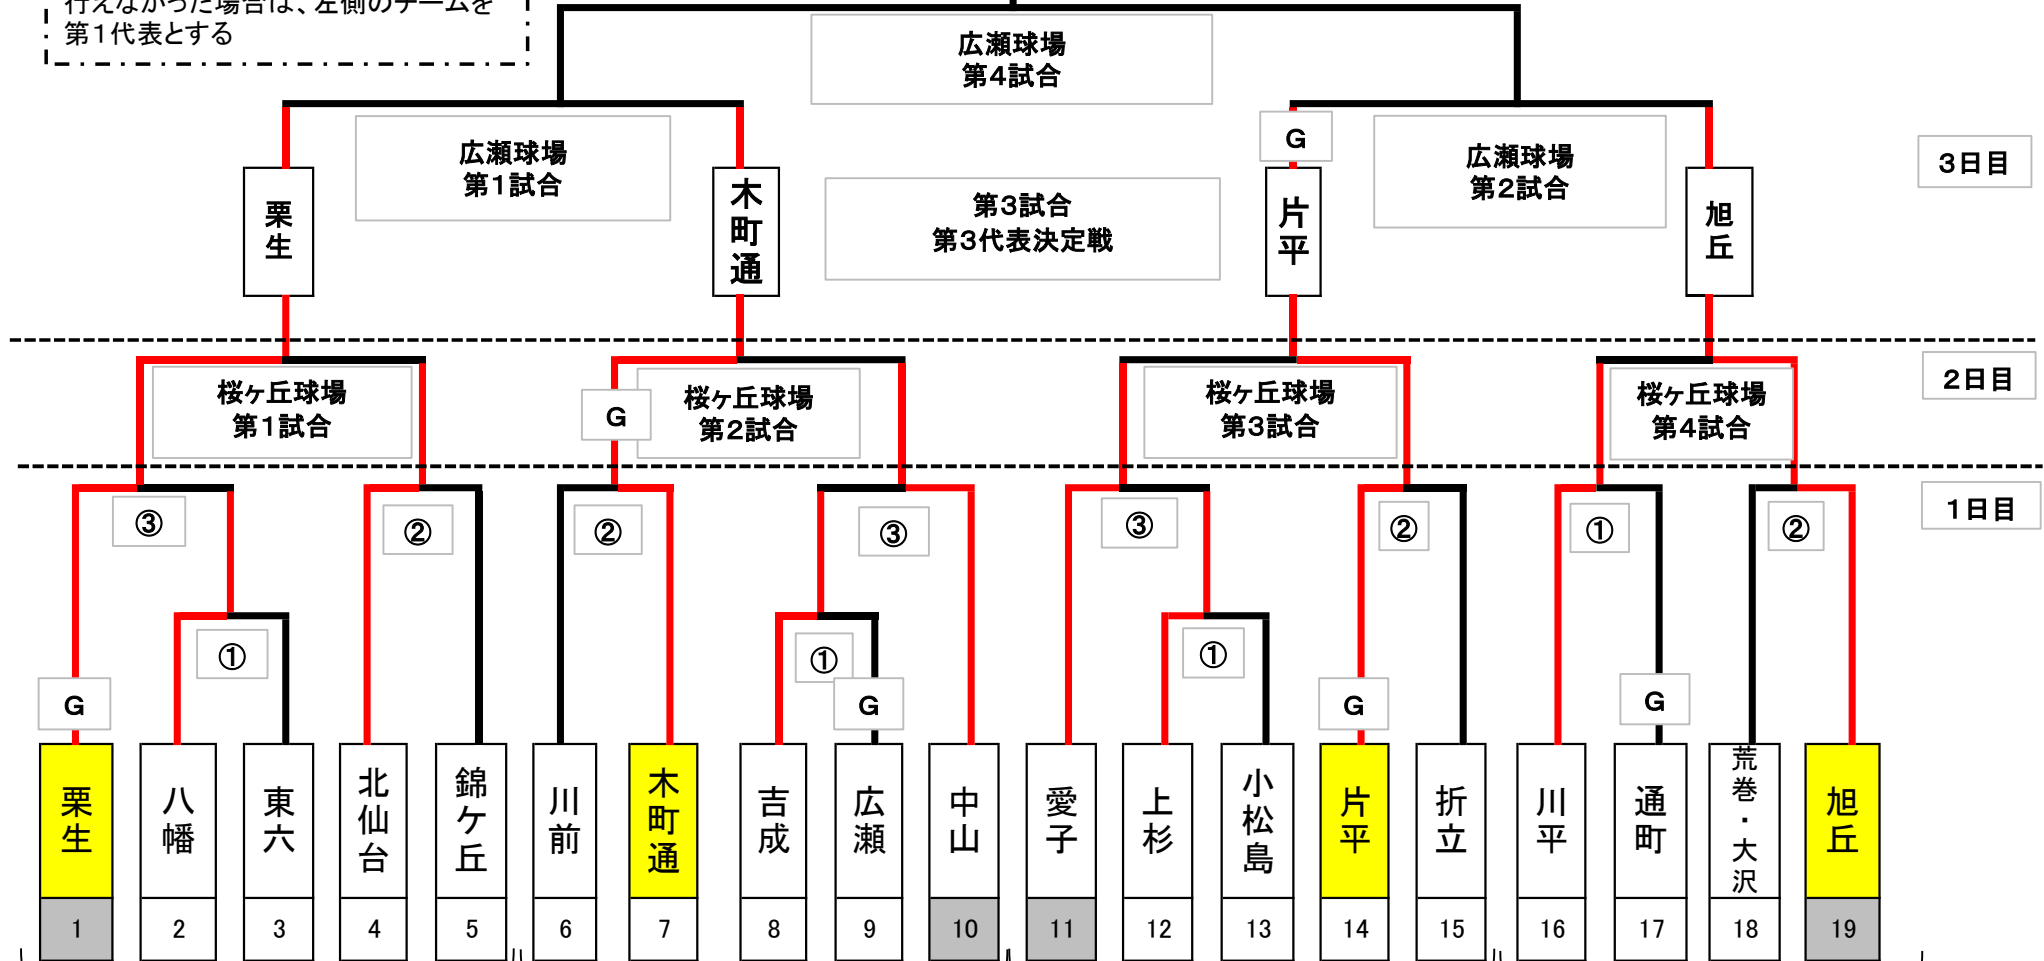 行えなかった場合は、左側のチームを
第1代表とする
広瀬球場
第4試合
G
広瀬球場
第1試合
広瀬球場
第2試合
3日目
栗生
木町通
第3試合
第3代表決定戦
片平
旭丘
桜ヶ丘球場
第1試合
G
桜ヶ丘球場
第2試合
桜ヶ丘球場
第3試合
桜ヶ丘球場
第4試合
2日目
③
②
②
③
③
②
①
②
1日目
①
①
①
G
G
G
G
栗生
八幡
東六
北仙台
錦ケ丘
川前
木町通
吉成
広瀬
中山
愛子
上杉
小松島
片平
折立
川平
通町
荒巻・大沢
旭丘
1
2
3
4
5
6
7
8
9
10
11
12
13
14
15
16
17
18
19